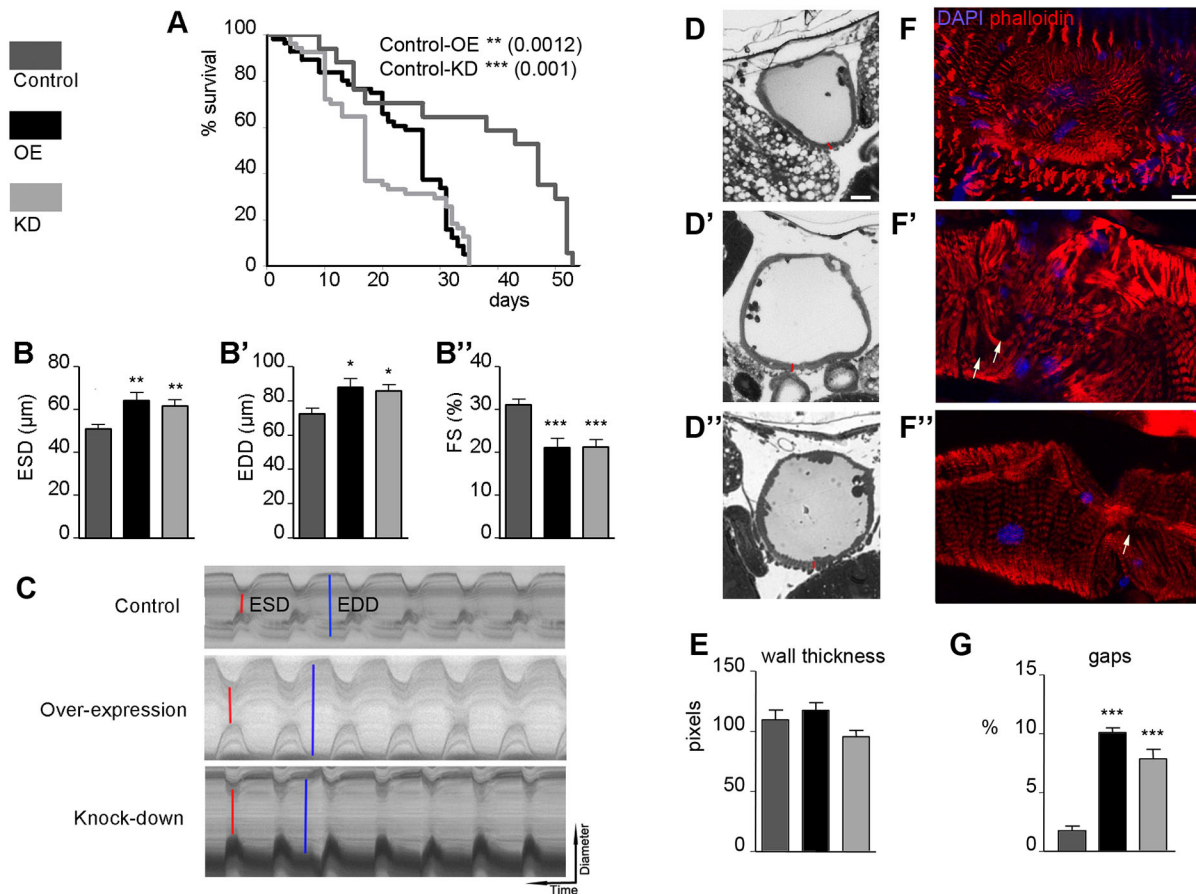 Control
OE
KD
A
% survival
100
80
60
40
20
0
Control-OE ** (0.0012)
Control-KD *** (0.001)
0 10 20 30 40 50
days
B
ESD (µm)
80
60
40
20
0
** **
B'
EDD (µm)
100
80
60
40
20
0
* *
B''
FS (%)
40
30
20
10
0
*** ***
C
Control
ESD EDD
Over-expression
Knock-down
Diameter
Time
D
D'
D''
E
wall thickness
pixels
150
100
50
0
F
DAPI phalloidin
F'
F''
G
gaps
%
15
10
5
0
*** ***